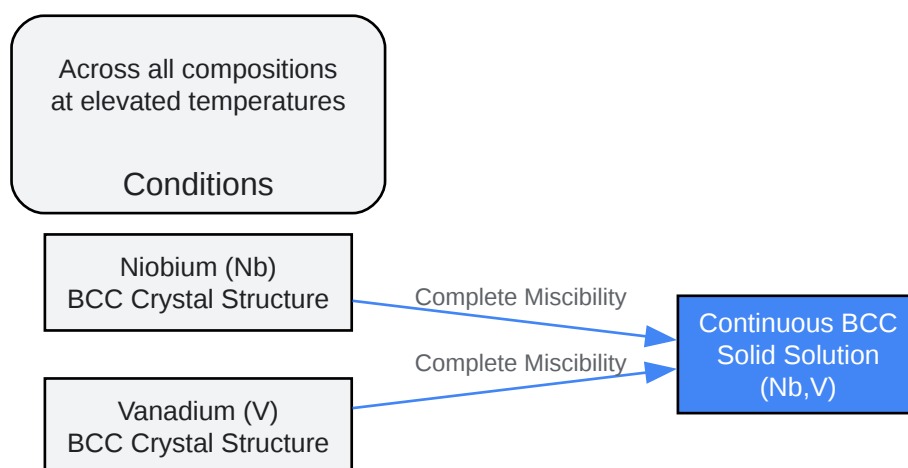 Across all compositions
at elevated temperatures
Conditions
Niobium (Nb)
BCC Crystal Structure
Complete Miscibility
Continuous BCC
Solid Solution
(Nb,V)
Complete Miscibility
Vanadium (V)
BCC Crystal Structure